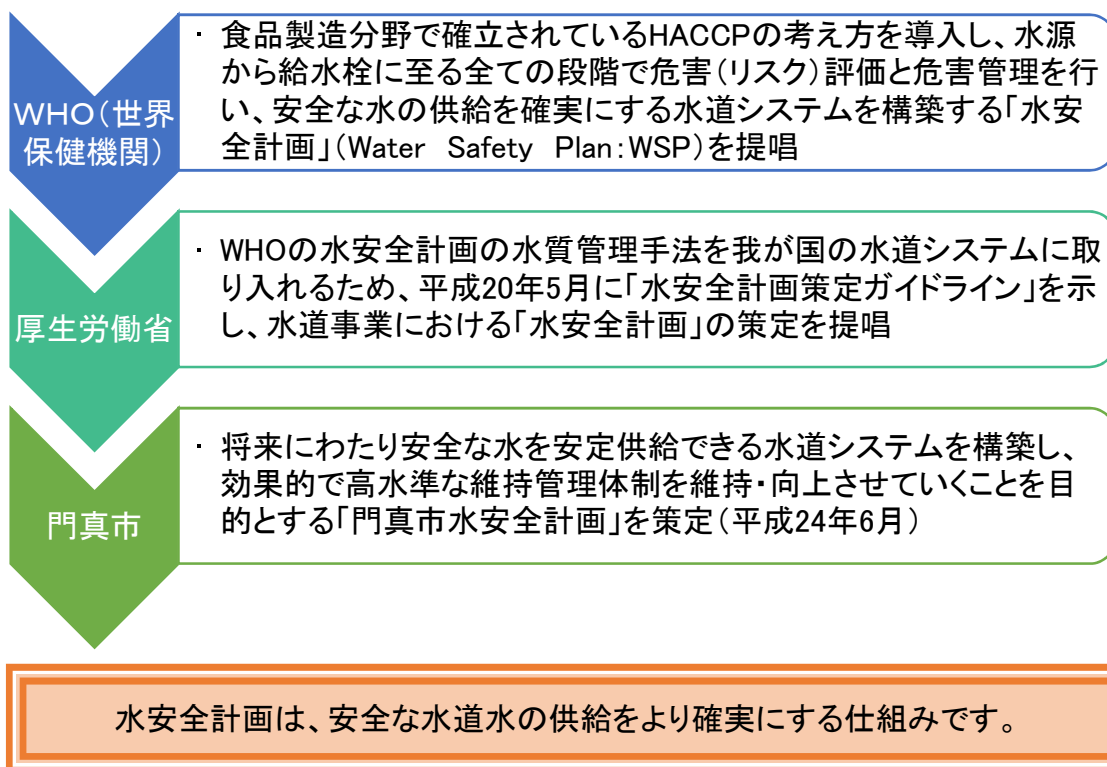 WHO（世界
保健機関）
・食品製造分野で確立されているHACCPの考え方を導入し、水源
から給水栓に至る全ての段階で危害（リスク）評価と危害管理を行
い、安全な水の供給を確実にする水道システムを構築する「水安
全計画」（Water　Safety　Plan：WSP）を提唱
厚生労働省
・WHOの水安全計画の水質管理手法を我が国の水道システムに取
り入れるため、平成20年5月に「水安全計画策定ガイドライン」を示
し、水道事業における「水安全計画」の策定を提唱
門真市
・将来にわたり安全な水を安定供給できる水道システムを構築し、
効果的で高水準な維持管理体制を維持・向上させていくことを目
的とする「門真市水安全計画」を策定（平成24年6月）
水安全計画は、安全な水道水の供給をより確実にする仕組みです。